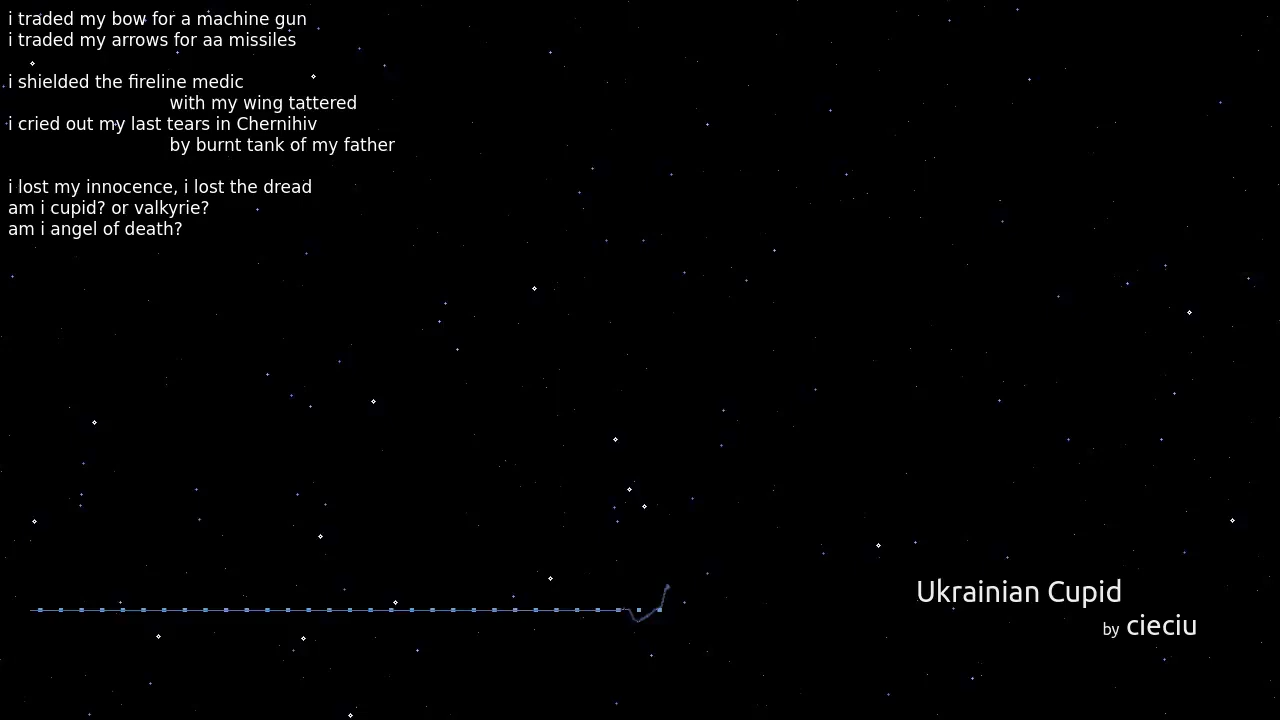 i traded my bow for a machine gun
i traded my arrows for aa missiles
i shielded the fireline medic
with my wing tattered
i cried out my last tears in Chernihiv
by burnt tank of my father
i lost my innocence, i lost the dread
am i cupid? or valkyrie?
am i angel of death?
Ukrainian Cupid
by cieciu